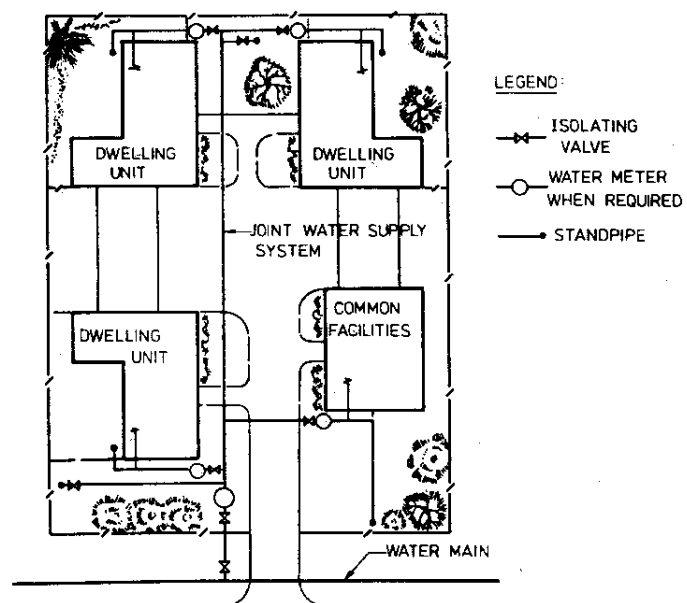 LEGEND:
ISOLATING
VALVE
WATER METER
WHEN REQUIRED
STANDPIPE
DWELLING
UNIT
DWELLING
UNIT
JOINT WATER SUPPLY
SYSTEM
DWELLING
UNIT
COMMON
FACILITIES
WATER MAIN